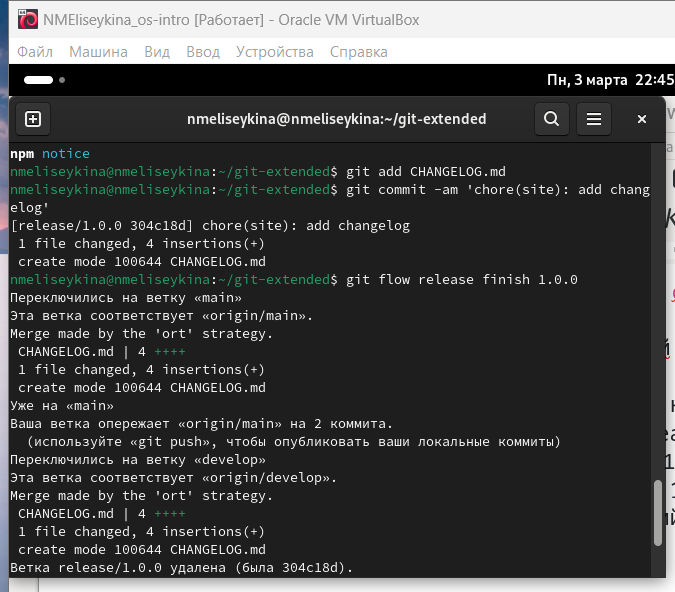 NMEliseykina_os-intro [Работает] - Oracle VM VirtualBox
Файл Машина Вид Ввод Устройства Справка
Пн, 3 марта 22:45
nmeliseykina@nmeliseykina:~/git-extended
npm notice
nmeliseykina@nmeliseykina:~/git-extended$ git add CHANGELOG.md
nmeliseykina@nmeliseykina:~/git-extended$ git commit -am 'chore(site): add chang
elog'
[release/1.0.0 304c18d] chore(site): add changelog
1 file changed, 4 insertions(+)
create mode 100644 CHANGELOG.md
nmeliseykina@nmeliseykina:~/git-extended$ git flow release finish 1.0.0
Переключились на ветку «main»
Эта ветка соответствует «origin/main».
Merge made by the 'ort' strategy.
CHANGELOG.md | 4 ++++
1 file changed, 4 insertions(+)
create mode 100644 CHANGELOG.md
Уже на «main»
Ваша ветка опережает «origin/main» на 2 коммита.
(используйте «git push», чтобы опубликовать ваши локальные коммиты)
Переключились на ветку «develop»
Эта ветка соответствует «origin/develop».
Merge made by the 'ort' strategy.
CHANGELOG.md | 4 ++++
1 file changed, 4 insertions(+)
create mode 100644 CHANGELOG.md
Ветка release/1.0.0 удалена (была 304c18d).